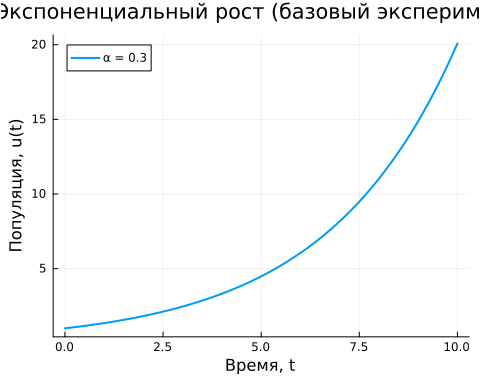 Экспоненциальный рост (базовый эксперим
α = 0.3
Популяция, u(t)
20
15
10
5
0.0 2.5 5.0 7.5 10.0
Время, t